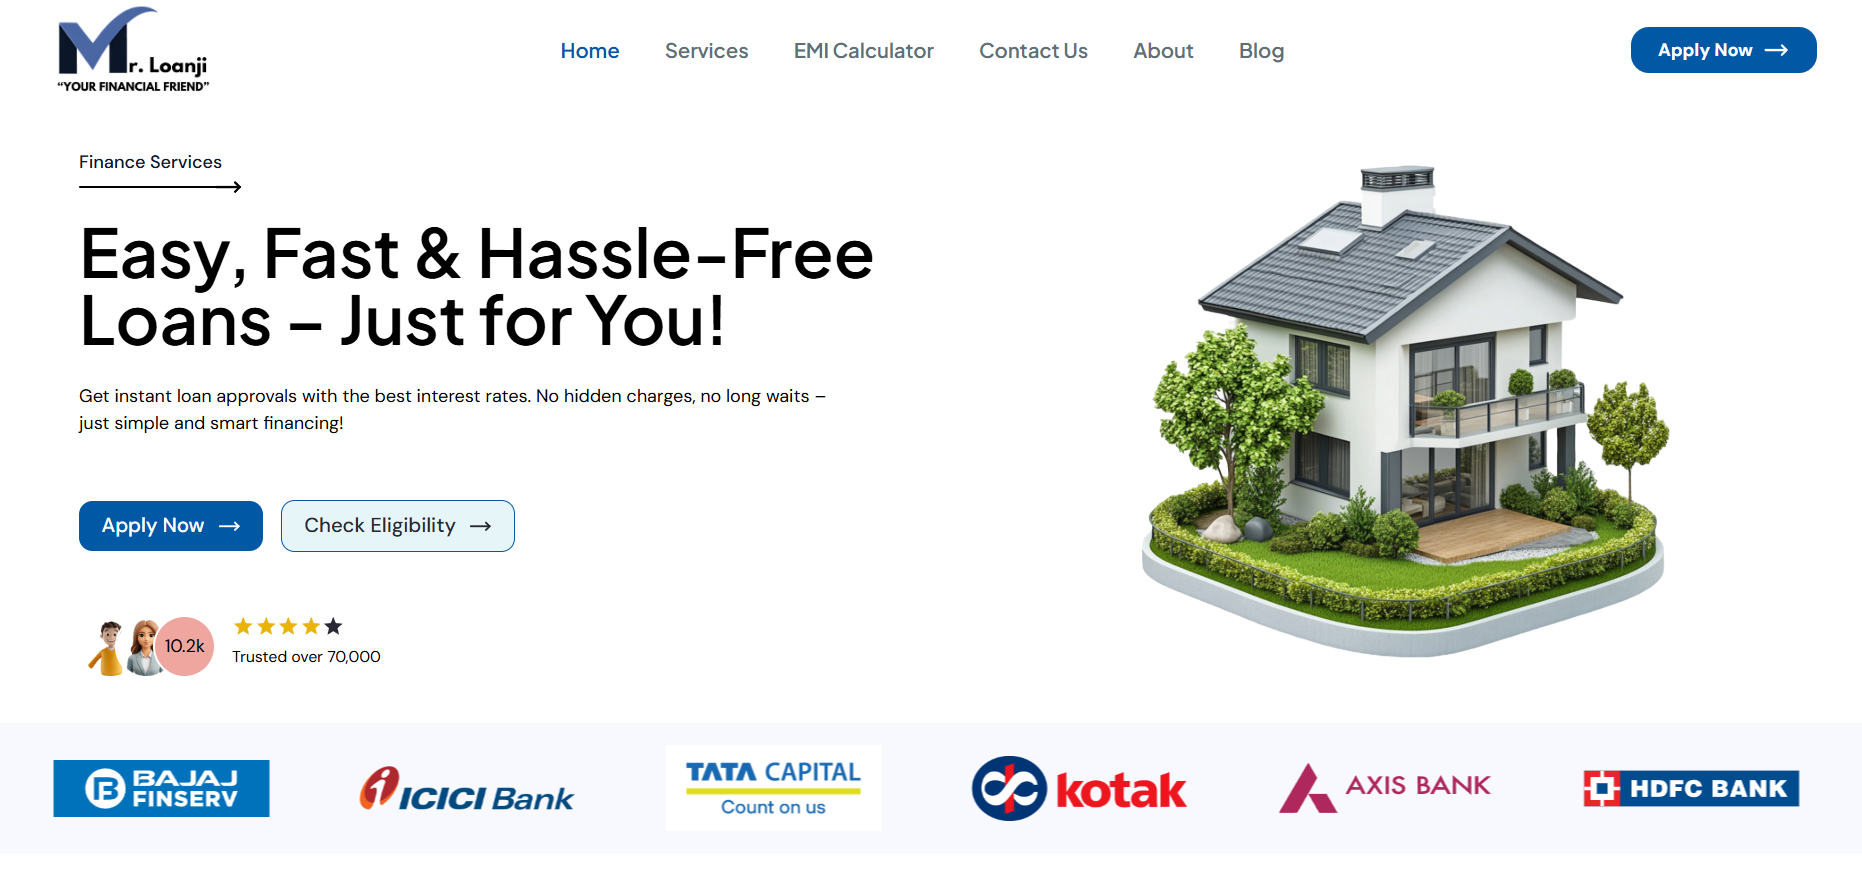 Mr. Loanji
“YOUR FINANCIAL FRIEND”
Home
Services
EMI Calculator
Contact Us
About
Blog
Apply Now
Finance Services
Easy, Fast & Hassle-Free
Loans – Just for You!
Get instant loan approvals with the best interest rates. No hidden charges, no long waits –
just simple and smart financing!
Apply Now
Check Eligibility
10.2k
Trusted over 70,000
BAJAJ
FINSERV
ICICI Bank
TATA CAPITAL
Count on us
kotak
AXIS BANK
HDFC BANK